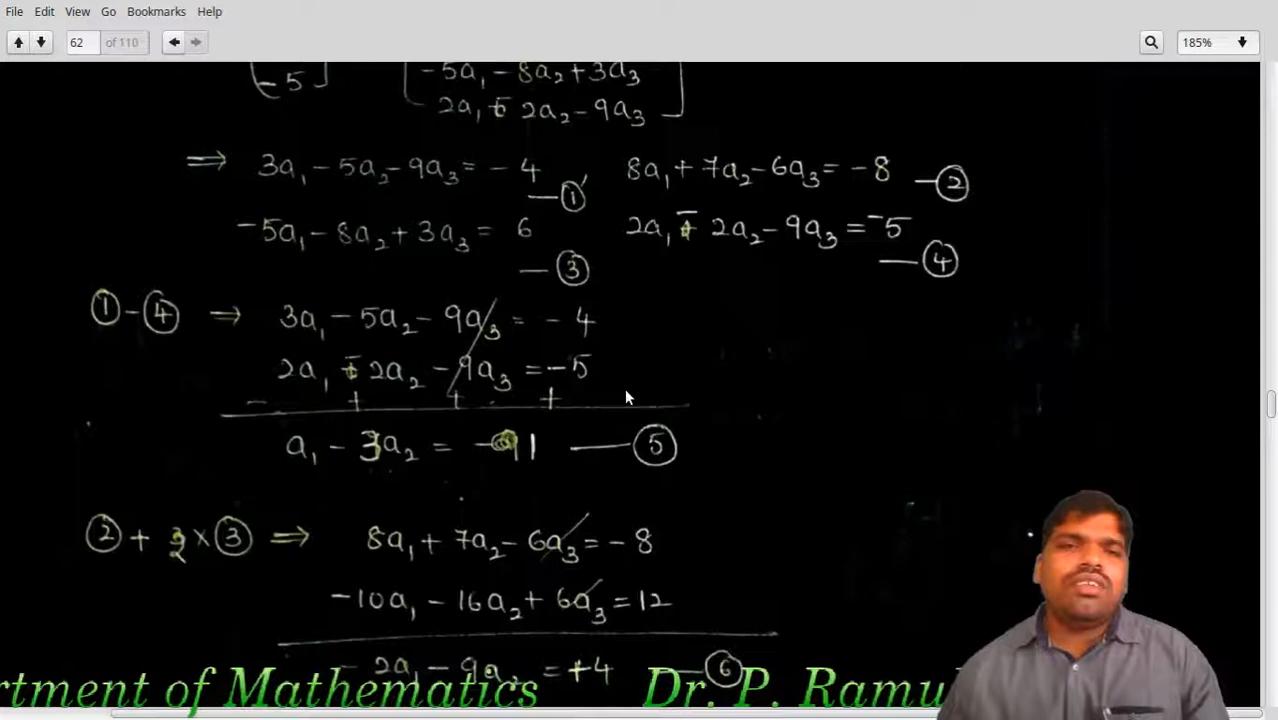 File Edit View Go Bookmarks Help
62 of 110 185%
-5] -5a₁ - 8a₂ + 3a₃
2a₁ - 2a₂ - 9a₃
⇒ 3a₁ - 5a₂ - 9a₃ = -4 —① 8a₁ + 7a₂ - 6a₃ = -8 —②
-5a₁ - 8a₂ + 3a₃ = 6 —③ 2a₁ - 2a₂ - 9a₃ = -5 —④
① - ④ ⇒ 3a₁ - 5a₂ - 9a₃ = -4
2a₁ - 2a₂ - 9a₃ = -5
- + + +
a₁ - 3a₂ = 1 —⑤
② + 2 × ③ ⇒ 8a₁ + 7a₂ - 6a₃ = -8
-10a₁ - 16a₂ + 6a₃ = 12
-2a₁ - 9a₂ = +4 —⑥
rtment of Mathematics Dr. P. Ramu